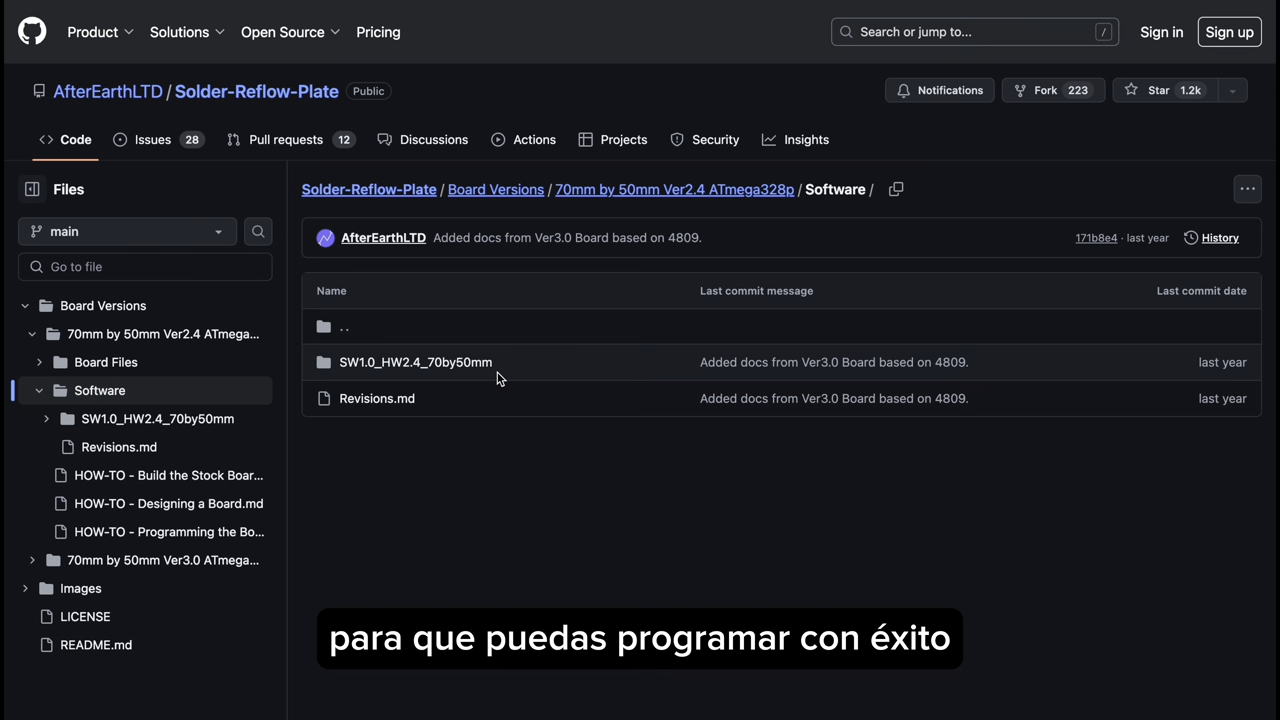 Product
Solutions
Open Source
Pricing
Search or jump to...
/
Sign in
Sign up
AfterEarthLTD / Solder-Reflow-Plate
Public
Notifications
Fork 223
Star 1.2k
Code
Issues 28
Pull requests 12
Discussions
Actions
Projects
Security
Insights
Files
main
Go to file
Board Versions
70mm by 50mm Ver2.4 ATmega...
Board Files
Software
SW1.0_HW2.4_70by50mm
Revisions.md
HOW-TO - Build the Stock Boar...
HOW-TO - Designing a Board.md
HOW-TO - Programming the Bo...
70mm by 50mm Ver3.0 ATmega...
Images
LICENSE
README.md
Solder-Reflow-Plate / Board Versions / 70mm by 50mm Ver2.4 ATmega328p / Software /
AfterEarthLTD Added docs from Ver3.0 Board based on 4809.
171b8e4 · last year
History
Name Last commit message Last commit date
..
SW1.0_HW2.4_70by50mm Added docs from Ver3.0 Board based on 4809. last year
Revisions.md Added docs from Ver3.0 Board based on 4809. last year
para que puedas programar con éxito